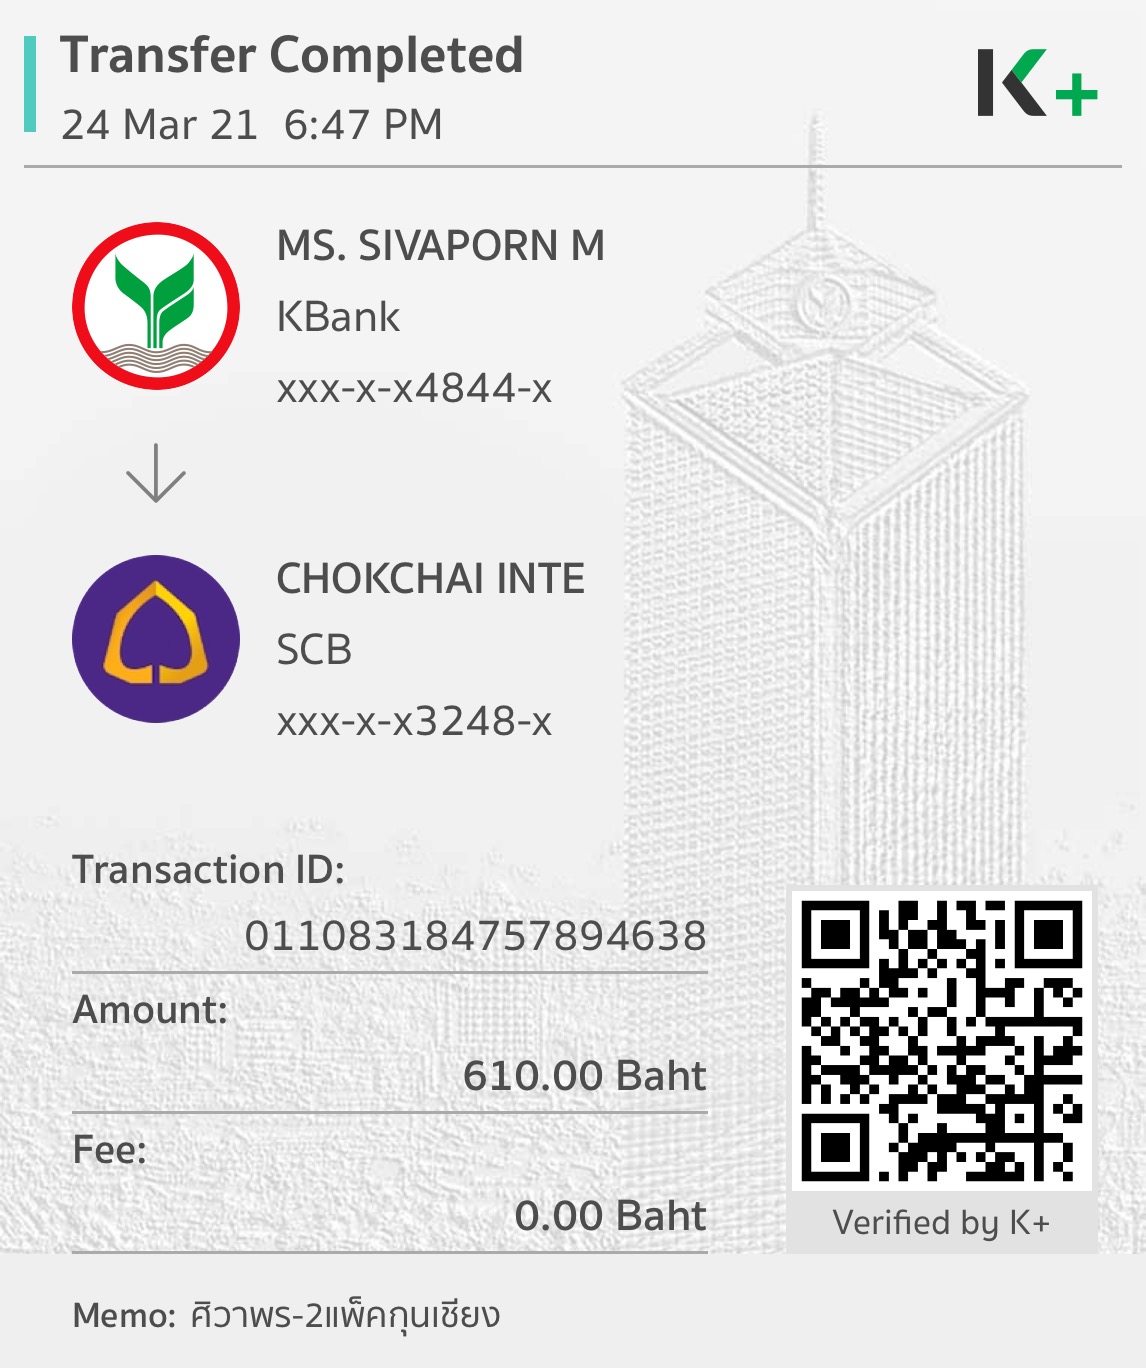 Transfer Completed
24 Mar 21 6:47 PM
K+
MS. SIVAPORN M
KBank
xxx-x-x4844-x
CHOKCHAI INTE
SCB
xxx-x-x3248-x
Transaction ID:
011083184757894638
Amount:
610.00 Baht
Fee:
0.00 Baht
Verified by K+
Memo: ศิวาพร-2แพ็คกุนเชียง